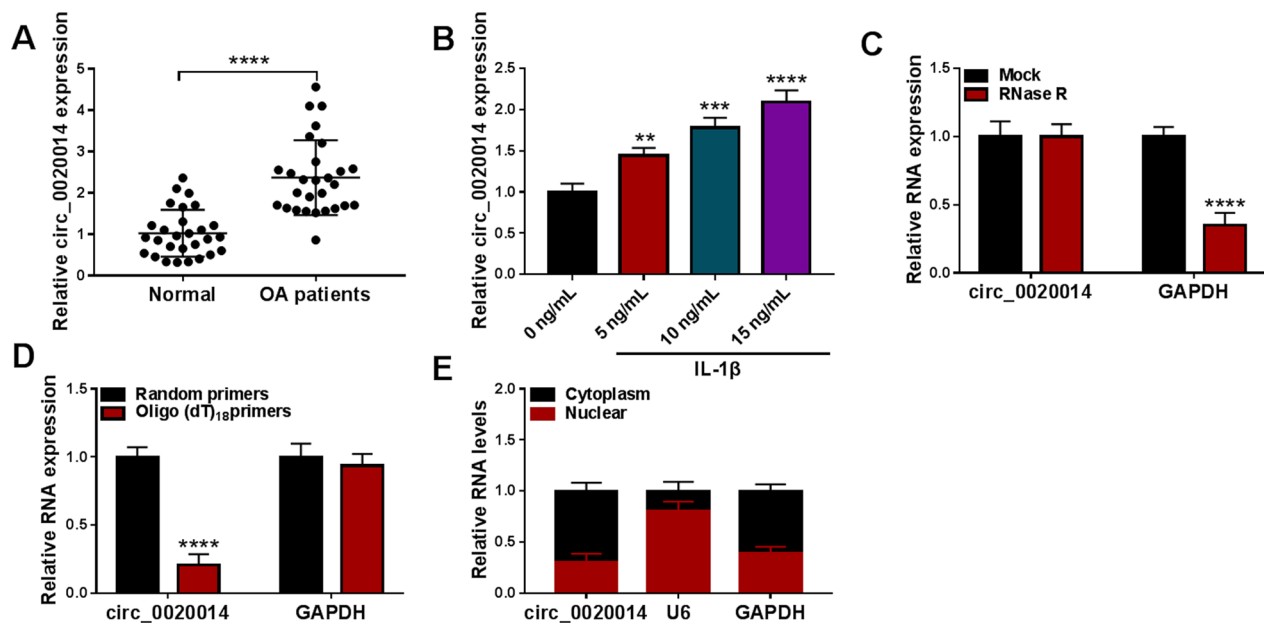 A
Relative circ_0020014 expression
5
4
3
2
1
0
****
Normal
OA patients
B
Relative circ_0020014 expression
2.5
2.0
1.5
1.0
0.5
0.0
**
***
****
0 ng/mL
5 ng/mL
10 ng/mL
15 ng/mL
IL-1β
C
Relative RNA expression
1.5
1.0
0.5
0.0
Mock
RNase R
****
circ_0020014
GAPDH
D
Relative RNA expression
1.5
1.0
0.5
0.0
Random primers
Oligo (dT)₁₈primers
****
circ_0020014
GAPDH
E
Relative RNA levels
2.0
1.5
1.0
0.5
0.0
Cytoplasm
Nuclear
circ_0020014
U6
GAPDH